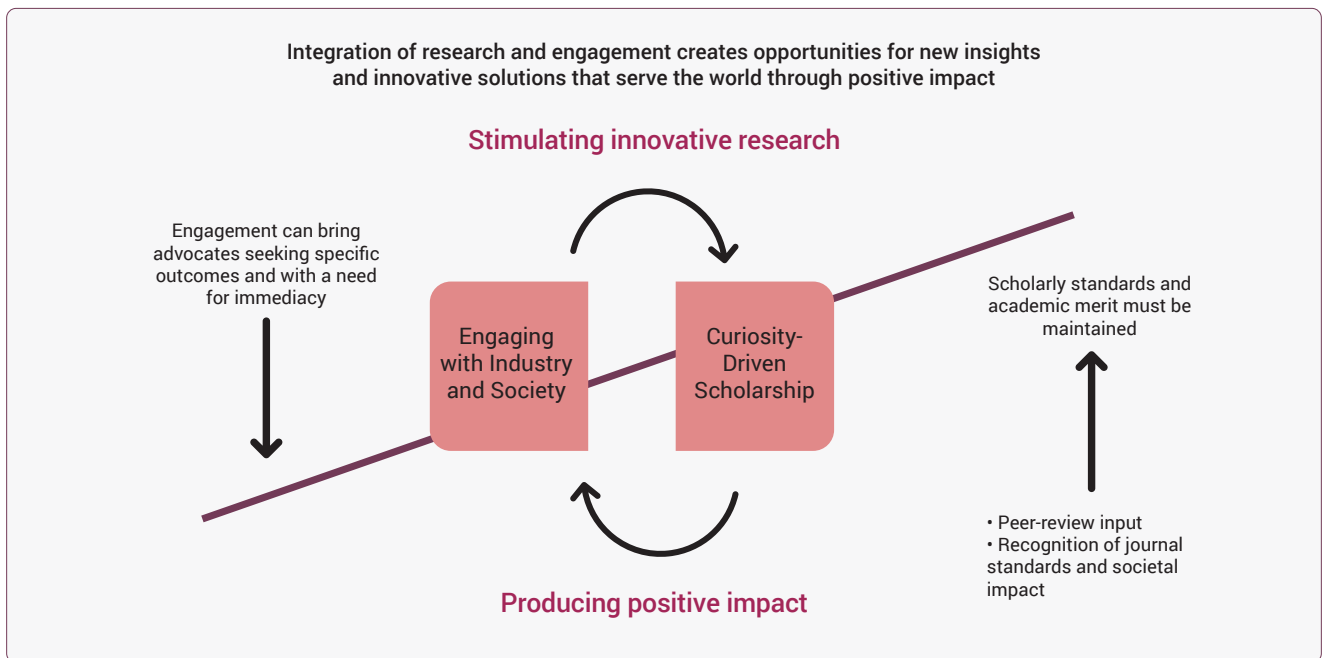 Integration of research and engagement creates opportunities for new insights
and innovative solutions that serve the world through positive impact
Stimulating innovative research
Engagement can bring
advocates seeking specific
outcomes and with a need
for immediacy
Engaging
with Industry
and Society
Curiosity-
Driven
Scholarship
Scholarly standards and
academic merit must be
maintained
• Peer-review input
• Recognition of journal
standards and societal
impact
Producing positive impact